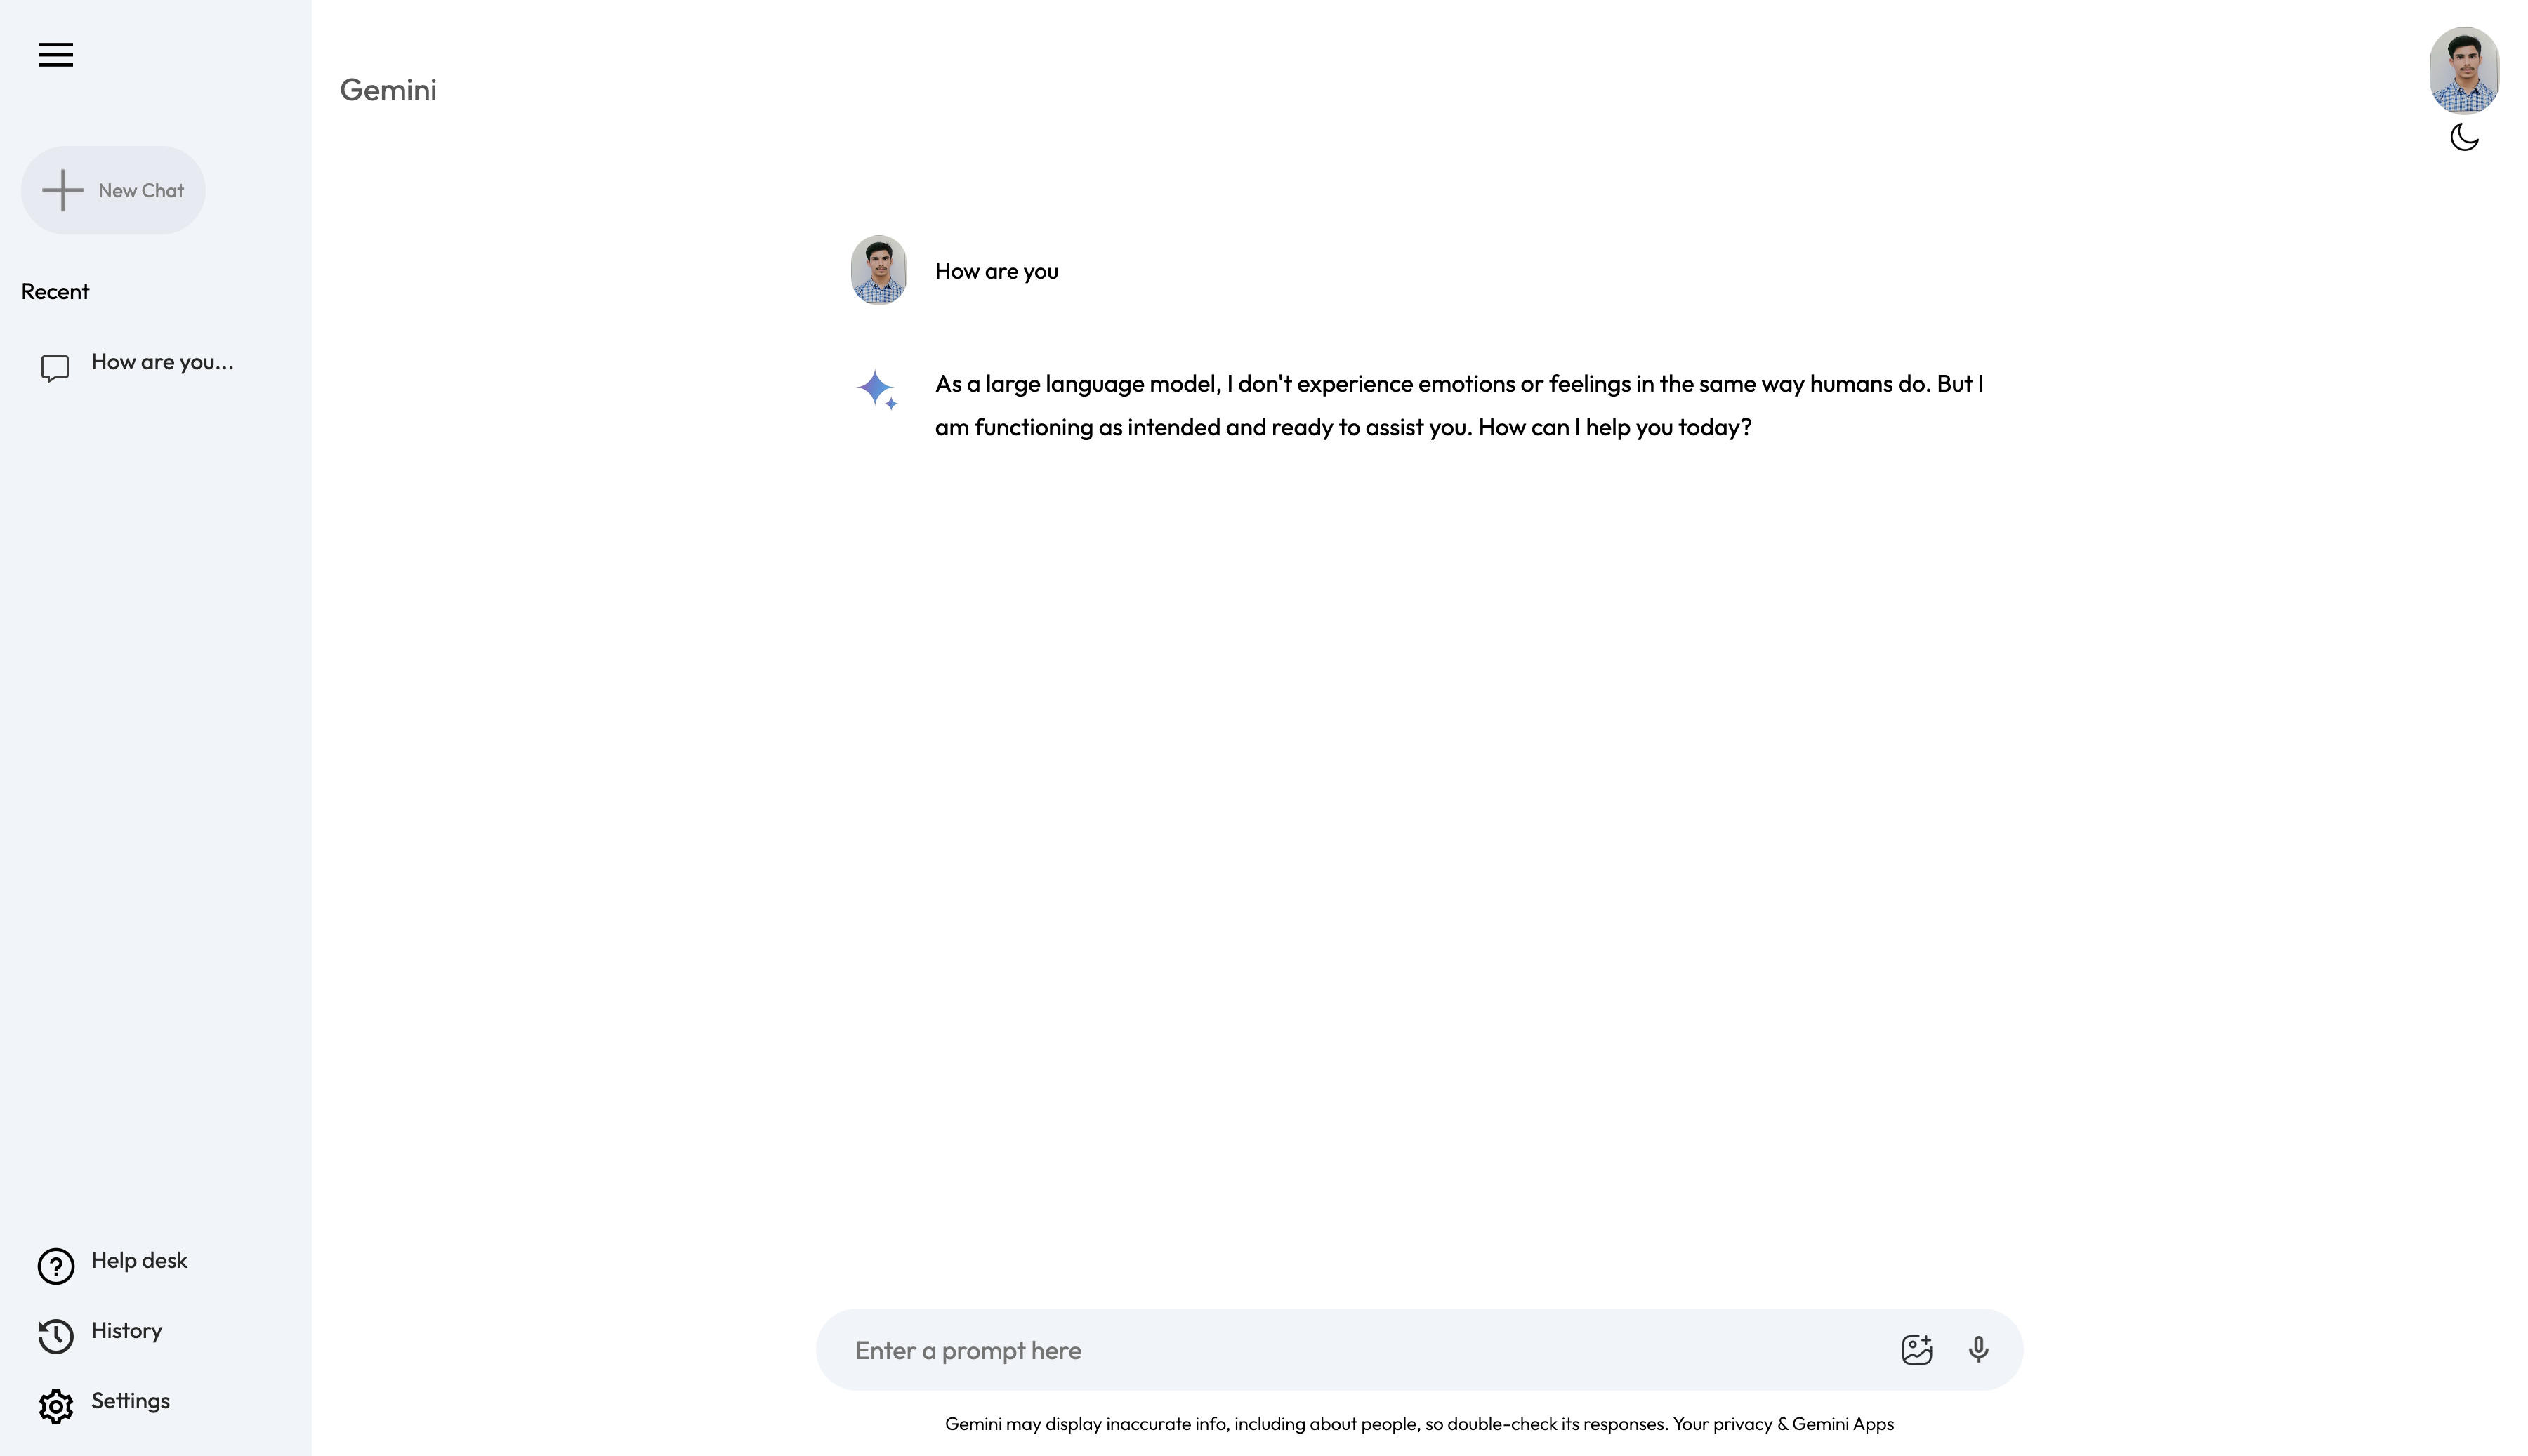 Gemini
New Chat
Recent
How are you...
How are you
As a large language model, I don't experience emotions or feelings in the same way humans do. But I
am functioning as intended and ready to assist you. How can I help you today?
Help desk
History
Settings
Enter a prompt here
Gemini may display inaccurate info, including about people, so double-check its responses. Your privacy & Gemini Apps